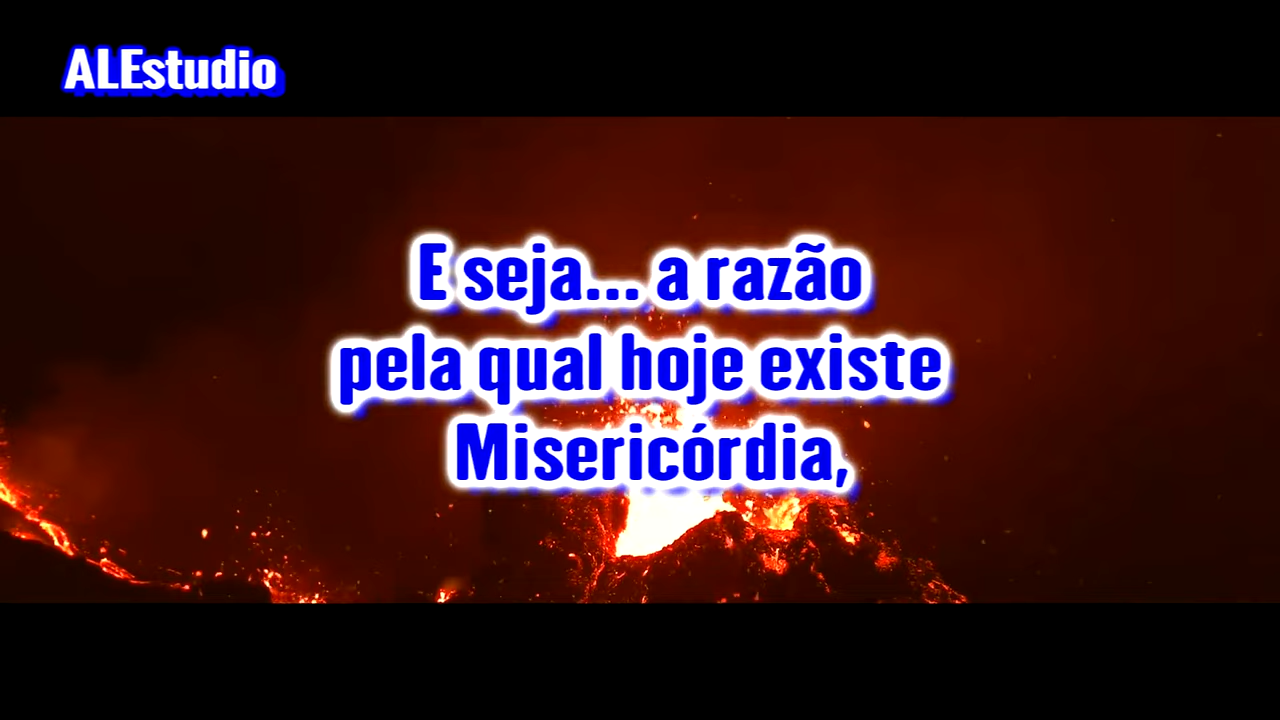 ALEstudio
E seja... a razão
pela qual hoje existe
Misericórdia,